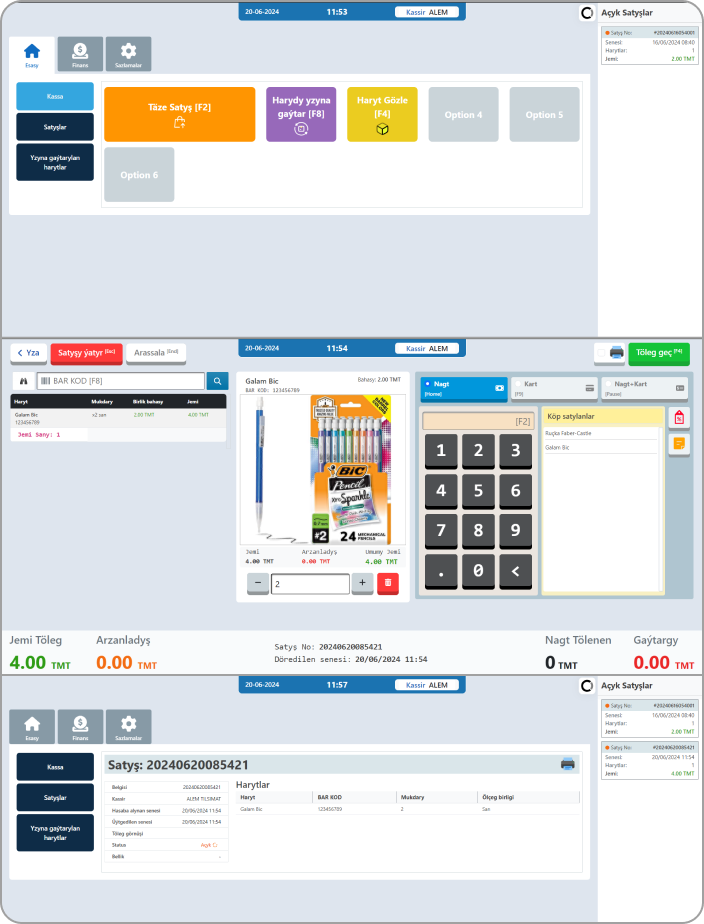 20-06-2024
11:53
Kassir ALEM
Açyk Satyşlar
Satyş No: #20240616054001
Senesi: 16/06/2024 08:40
Harytlar: 1
Jemi: 2.00 TMT
Esasy
Finans
Sazlamalar
Kassa
Satyşlar
Yzyna gaýtarylan
harytlar
Täze Satyş [F2]
Harydy yzyna
gaýtar [F8]
Haryt Gözle
[F4]
Option 4
Option 5
Option 6
Yza
Satyşy ýatyr [Esc]
Arassala [End]
20-06-2024
11:54
Kassir ALEM
Töleg geç [F4]
BAR KOD [F8]
Haryt Mukdary Birlik bahasy Jemi
Galam Bic x2 san 2.00 TMT 4.00 TMT
123456789
Jemi Sany: 1
Galam Bic
Bahasy: 2.00 TMT
BAR KOD: 123456789
BIC
Pencil
Xtra Sparkle
0.7 mm
#2
24 MECHANICAL
PENCILS
Jemi Arzanladyş Umumy Jemi
4.00 TMT 0.00 TMT 4.00 TMT
− 2 +
Nagt
[Home]
Kart
[F9]
Nagt+Kart
[Pause]
[F2]
1 2 3
4 5 6
7 8 9
. 0 <
Köp satylanlar
Ruçka Faber-Castle
Galam Bic
Jemi Töleg
4.00 TMT
Arzanladyş
0.00 TMT
Satyş No: 20240620085421
Döredilen senesi: 20/06/2024 11:54
Nagt Tölenen
0 TMT
Gaýtargy
0.00 TMT
20-06-2024
11:57
Kassir ALEM
Açyk Satyşlar
Satyş No: #20240616054001
Senesi: 16/06/2024 08:40
Harytlar: 1
Jemi: 2.00 TMT
Satyş No: #20240620085421
Senesi: 20/06/2024 11:54
Harytlar: 1
Jemi: 4.00 TMT
Esasy
Finans
Sazlamalar
Kassa
Satyşlar
Yzyna gaýtarylan
harytlar
Satyş: 20240620085421
Belgisi 20240620085421
Kassir ALEM TILSIMAT
Hasaba alynan senesi 20/06/2024 11:54
Üýtgedilen senesi 20/06/2024 11:54
Töleg görnüşi
Status Açyk
Bellik -
Harytlar
Haryt BAR KOD Mukdary Ölçeg birligi
Galam Bic 123456789 2 San